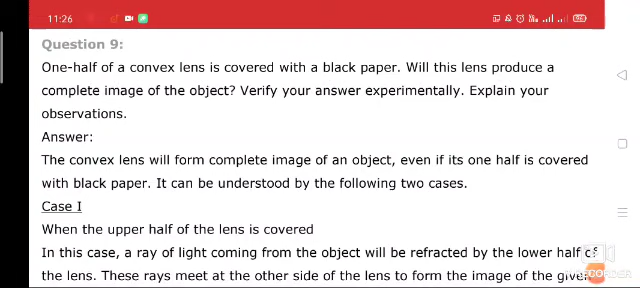 11:26
Question 9:
One-half of a convex lens is covered with a black paper. Will this lens produce a
complete image of the object? Verify your answer experimentally. Explain your
observations.
Answer:
The convex lens will form complete image of an object, even if its one half is covered
with black paper. It can be understood by the following two cases.
Case I
When the upper half of the lens is covered
In this case, a ray of light coming from the object will be refracted by the lower half of
the lens. These rays meet at the other side of the lens to form the image of the given
RECORDER